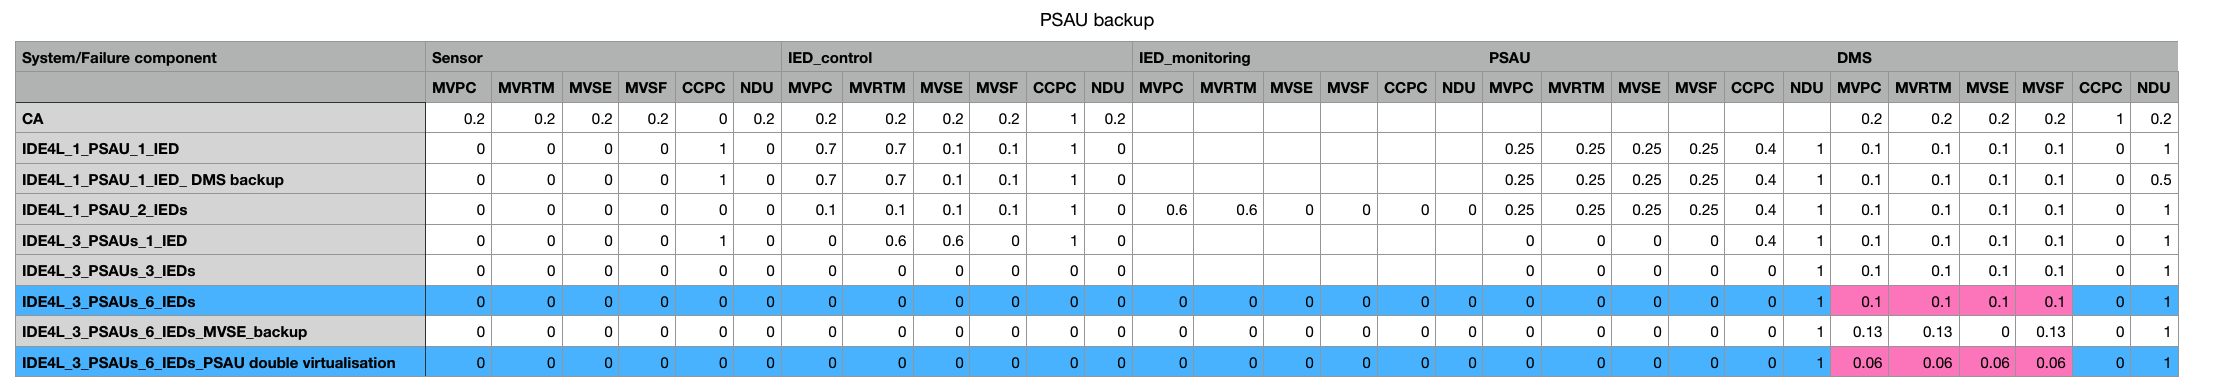 PSAU backup
System/Failure component Sensor IED_control IED_monitoring PSAU DMS
MVPC MVRTM MVSE MVSF CCPC NDU MVPC MVRTM MVSE MVSF CCPC NDU MVPC MVRTM MVSE MVSF CCPC NDU MVPC MVRTM MVSE MVSF CCPC NDU MVPC MVRTM MVSE MVSF CCPC NDU
CA 0.2 0.2 0.2 0.2 0 0.2 0.2 0.2 0.2 0.2 1 0.2 0.2 0.2 0.2 0.2 1 0.2
IDE4L_1_PSAU_1_IED 0 0 0 0 1 0 0.7 0.7 0.1 0.1 1 0 0.25 0.25 0.25 0.25 0.4 1 0.1 0.1 0.1 0.1 0 1
IDE4L_1_PSAU_1_IED_ DMS backup 0 0 0 0 1 0 0.7 0.7 0.1 0.1 1 0 0.25 0.25 0.25 0.25 0.4 1 0.1 0.1 0.1 0.1 0 0.5
IDE4L_1_PSAU_2_IEDs 0 0 0 0 0 0 0.1 0.1 0.1 0.1 1 0 0.6 0.6 0 0 0 0 0.25 0.25 0.25 0.25 0.4 1 0.1 0.1 0.1 0.1 0 1
IDE4L_3_PSAUs_1_IED 0 0 0 0 1 0 0 0.6 0.6 0 1 0 0 0 0 0 0.4 1 0.1 0.1 0.1 0.1 0 1
IDE4L_3_PSAUs_3_IEDs 0 0 0 0 0 0 0 0 0 0 0 0 0 0 0 0 0 1 0.1 0.1 0.1 0.1 0 1
IDE4L_3_PSAUs_6_IEDs 0 0 0 0 0 0 0 0 0 0 0 0 0 0 0 0 0 0 0 0 0 0 0 1 0.1 0.1 0.1 0.1 0 1
IDE4L_3_PSAUs_6_IEDs_MVSE_backup 0 0 0 0 0 0 0 0 0 0 0 0 0 0 0 0 0 0 0 0 0 0 0 1 0.13 0.13 0 0.13 0 1
IDE4L_3_PSAUs_6_IEDs_PSAU double virtualisation 0 0 0 0 0 0 0 0 0 0 0 0 0 0 0 0 0 0 0 0 0 0 0 1 0.06 0.06 0.06 0.06 0 1